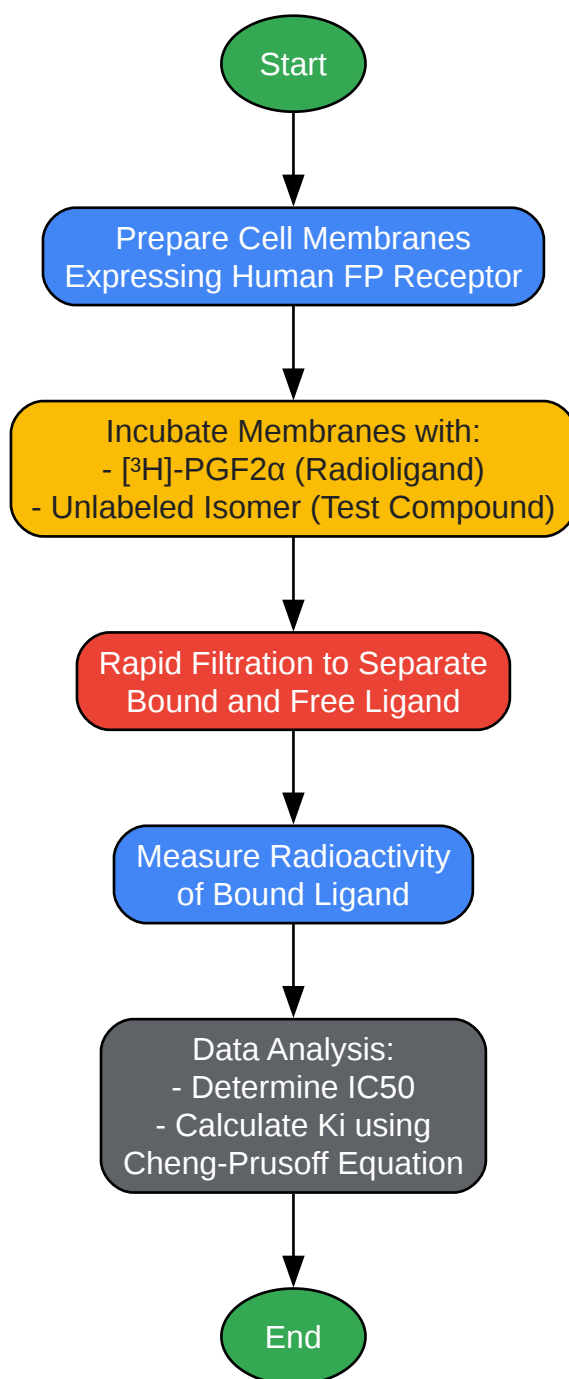 Start
Prepare Cell Membranes
Expressing Human FP Receptor
Incubate Membranes with:
- [³H]-PGF2α (Radioligand)
- Unlabeled Isomer (Test Compound)
Rapid Filtration to Separate
Bound and Free Ligand
Measure Radioactivity
of Bound Ligand
Data Analysis:
- Determine IC50
- Calculate Ki using
Cheng-Prusoff Equation
End